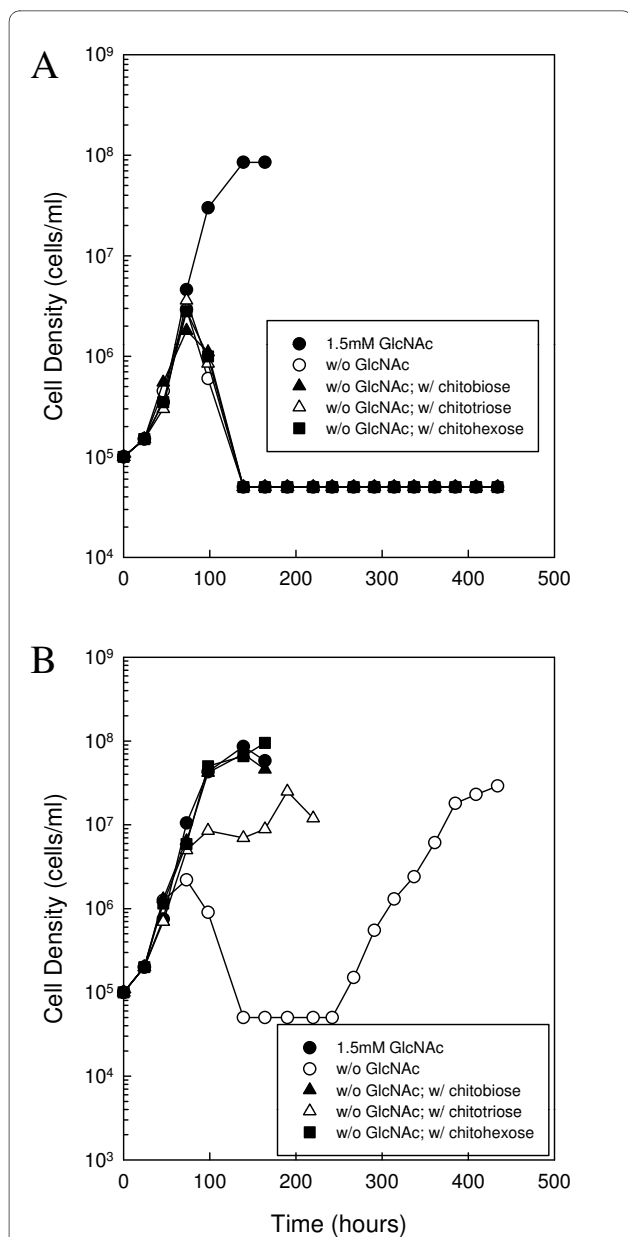 A
10⁹
10⁸
10⁷
10⁶
10⁵
10⁴
Cell Density (cells/ml)
1.5mM GlcNAc
w/o GlcNAc
w/o GlcNAc; w/ chitobiose
w/o GlcNAc; w/ chitotriose
w/o GlcNAc; w/ chitohexose
0 100 200 300 400 500
B
10⁹
10⁸
10⁷
10⁶
10⁵
10⁴
10³
Cell Density (cells/ml)
1.5mM GlcNAc
w/o GlcNAc
w/o GlcNAc; w/ chitobiose
w/o GlcNAc; w/ chitotriose
w/o GlcNAc; w/ chitohexose
0 100 200 300 400 500
Time (hours)